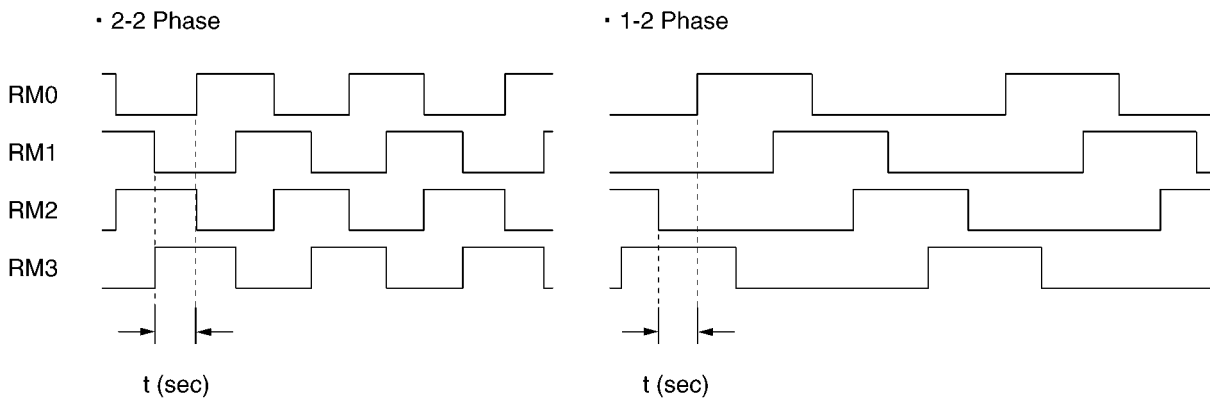 · 2-2 Phase
· 1-2 Phase
RM0
RM1
RM2
RM3
t (sec)
t (sec)